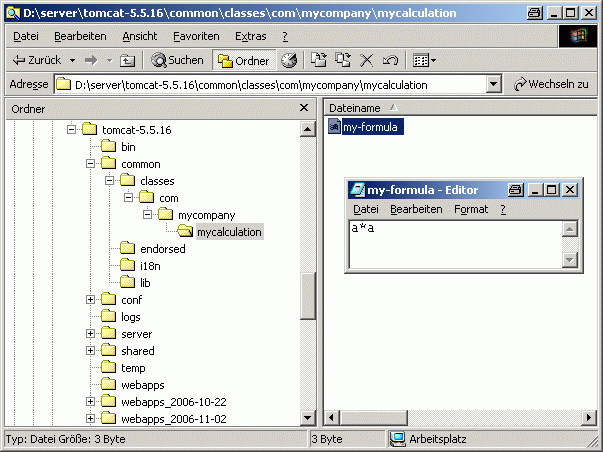 D:\server\tomcat-5.5.16\common\classes\com\mycompany\mycalculation
Datei Bearbeiten Ansicht Favoriten Extras ?
Zurück Suchen Ordner
Adresse D:\server\tomcat-5.5.16\common\classes\com\mycompany\mycalculation Wechseln zu
Ordner
Dateiname
tomcat-5.5.16
my-formula
bin
common
classes
com
mycompany
mycalculation
endorsed
i18n
lib
conf
logs
server
shared
temp
webapps
webapps_2006-10-22
webapps_2006-11-02
my-formula - Editor
Datei Bearbeiten Format ?
a*a
Typ: Datei Größe: 3 Byte
3 Byte
Arbeitsplatz